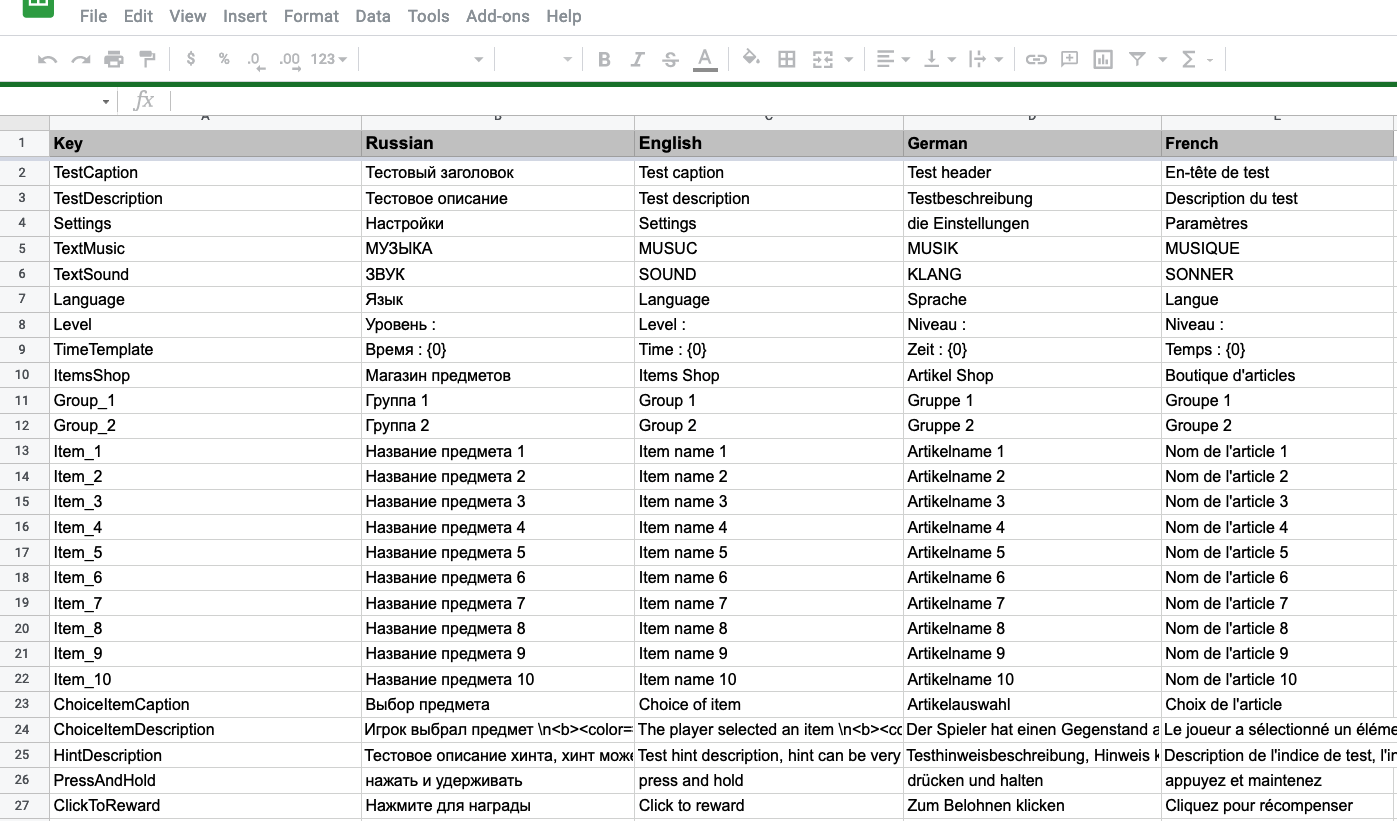 File Edit View Insert Format Data Tools Add-ons Help
$ % .0 .00 123 B I S A Σ
fx
1 Key Russian English German French
2 TestCaption Тестовый заголовок Test caption Test header En-tête de test
3 TestDescription Тестовое описание Test description Testbeschreibung Description du test
4 Settings Настройки Settings die Einstellungen Paramètres
5 TextMusic МУЗЫКА MUSUC MUSIK MUSIQUE
6 TextSound ЗВУК SOUND KLANG SONNER
7 Language Язык Language Sprache Langue
8 Level Уровень : Level : Niveau : Niveau :
9 TimeTemplate Время : {0} Time : {0} Zeit : {0} Temps : {0}
10 ItemsShop Магазин предметов Items Shop Artikel Shop Boutique d'articles
11 Group_1 Группа 1 Group 1 Gruppe 1 Groupe 1
12 Group_2 Группа 2 Group 2 Gruppe 2 Groupe 2
13 Item_1 Название предмета 1 Item name 1 Artikelname 1 Nom de l'article 1
14 Item_2 Название предмета 2 Item name 2 Artikelname 2 Nom de l'article 2
15 Item_3 Название предмета 3 Item name 3 Artikelname 3 Nom de l'article 3
16 Item_4 Название предмета 4 Item name 4 Artikelname 4 Nom de l'article 4
17 Item_5 Название предмета 5 Item name 5 Artikelname 5 Nom de l'article 5
18 Item_6 Название предмета 6 Item name 6 Artikelname 6 Nom de l'article 6
19 Item_7 Название предмета 7 Item name 7 Artikelname 7 Nom de l'article 7
20 Item_8 Название предмета 8 Item name 8 Artikelname 8 Nom de l'article 8
21 Item_9 Название предмета 9 Item name 9 Artikelname 9 Nom de l'article 9
22 Item_10 Название предмета 10 Item name 10 Artikelname 10 Nom de l'article 10
23 ChoiceItemCaption Выбор предмета Choice of item Artikelauswahl Choix de l'article
24 ChoiceItemDescription Игрок выбрал предмет \n<b><color= The player selected an item \n<b><co Der Spieler hat einen Gegenstand a Le joueur a sélectionné un éléme
25 HintDescription Тестовое описание хинта, хинт може Test hint description, hint can be very Testhinweisbeschreibung, Hinweis k Description de l'indice de test, l'in
26 PressAndHold нажать и удерживать press and hold drücken und halten appuyez et maintenez
27 ClickToReward Нажмите для награды Click to reward Zum Belohnen klicken Cliquez pour récompenser